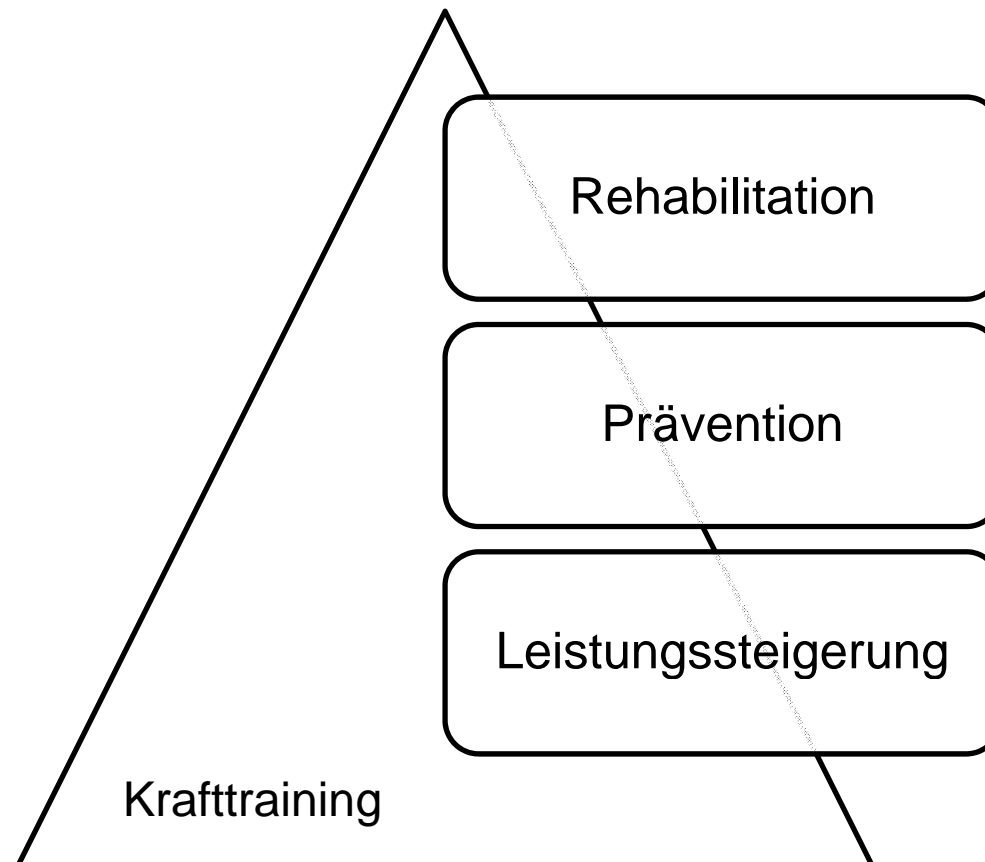 Rehabilitation
Prävention
Leistungssteigerung
Krafttraining